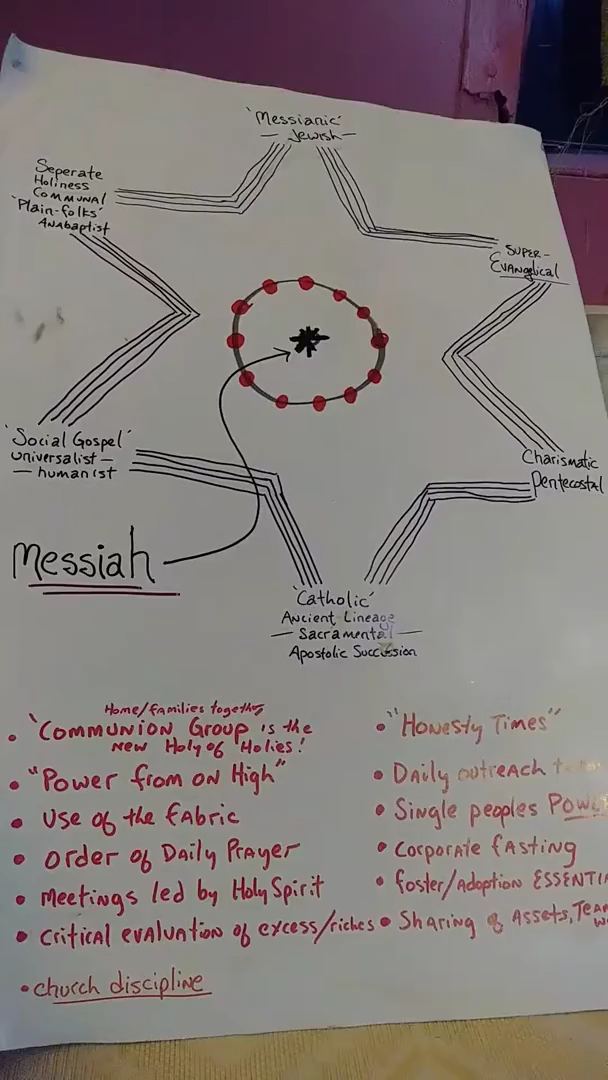 'Messianic'
— Jewish —
Seperate
Holiness
Communal
'Plain-folks'
Anabaptist
SUPER-
Evangelical
'Social Gospel'
universalist —
— humanist
Charismatic
Pentecostal
Messiah
'Catholic'
Ancient Lineage
— Sacramental —
Apostolic Succession
Home/families together
• 'Communion Group is the
new Holy of Holies!
• "Power from on High"
• Use of the fabric
• Order of Daily Prayer
• Meetings led by Holy Spirit
• Critical evaluation of excess/riches
• church discipline
• "Honesty Times"
• Daily outreach
• Single peoples
• Corporate fasting
• foster/Adoption
• Sharing of Assets,